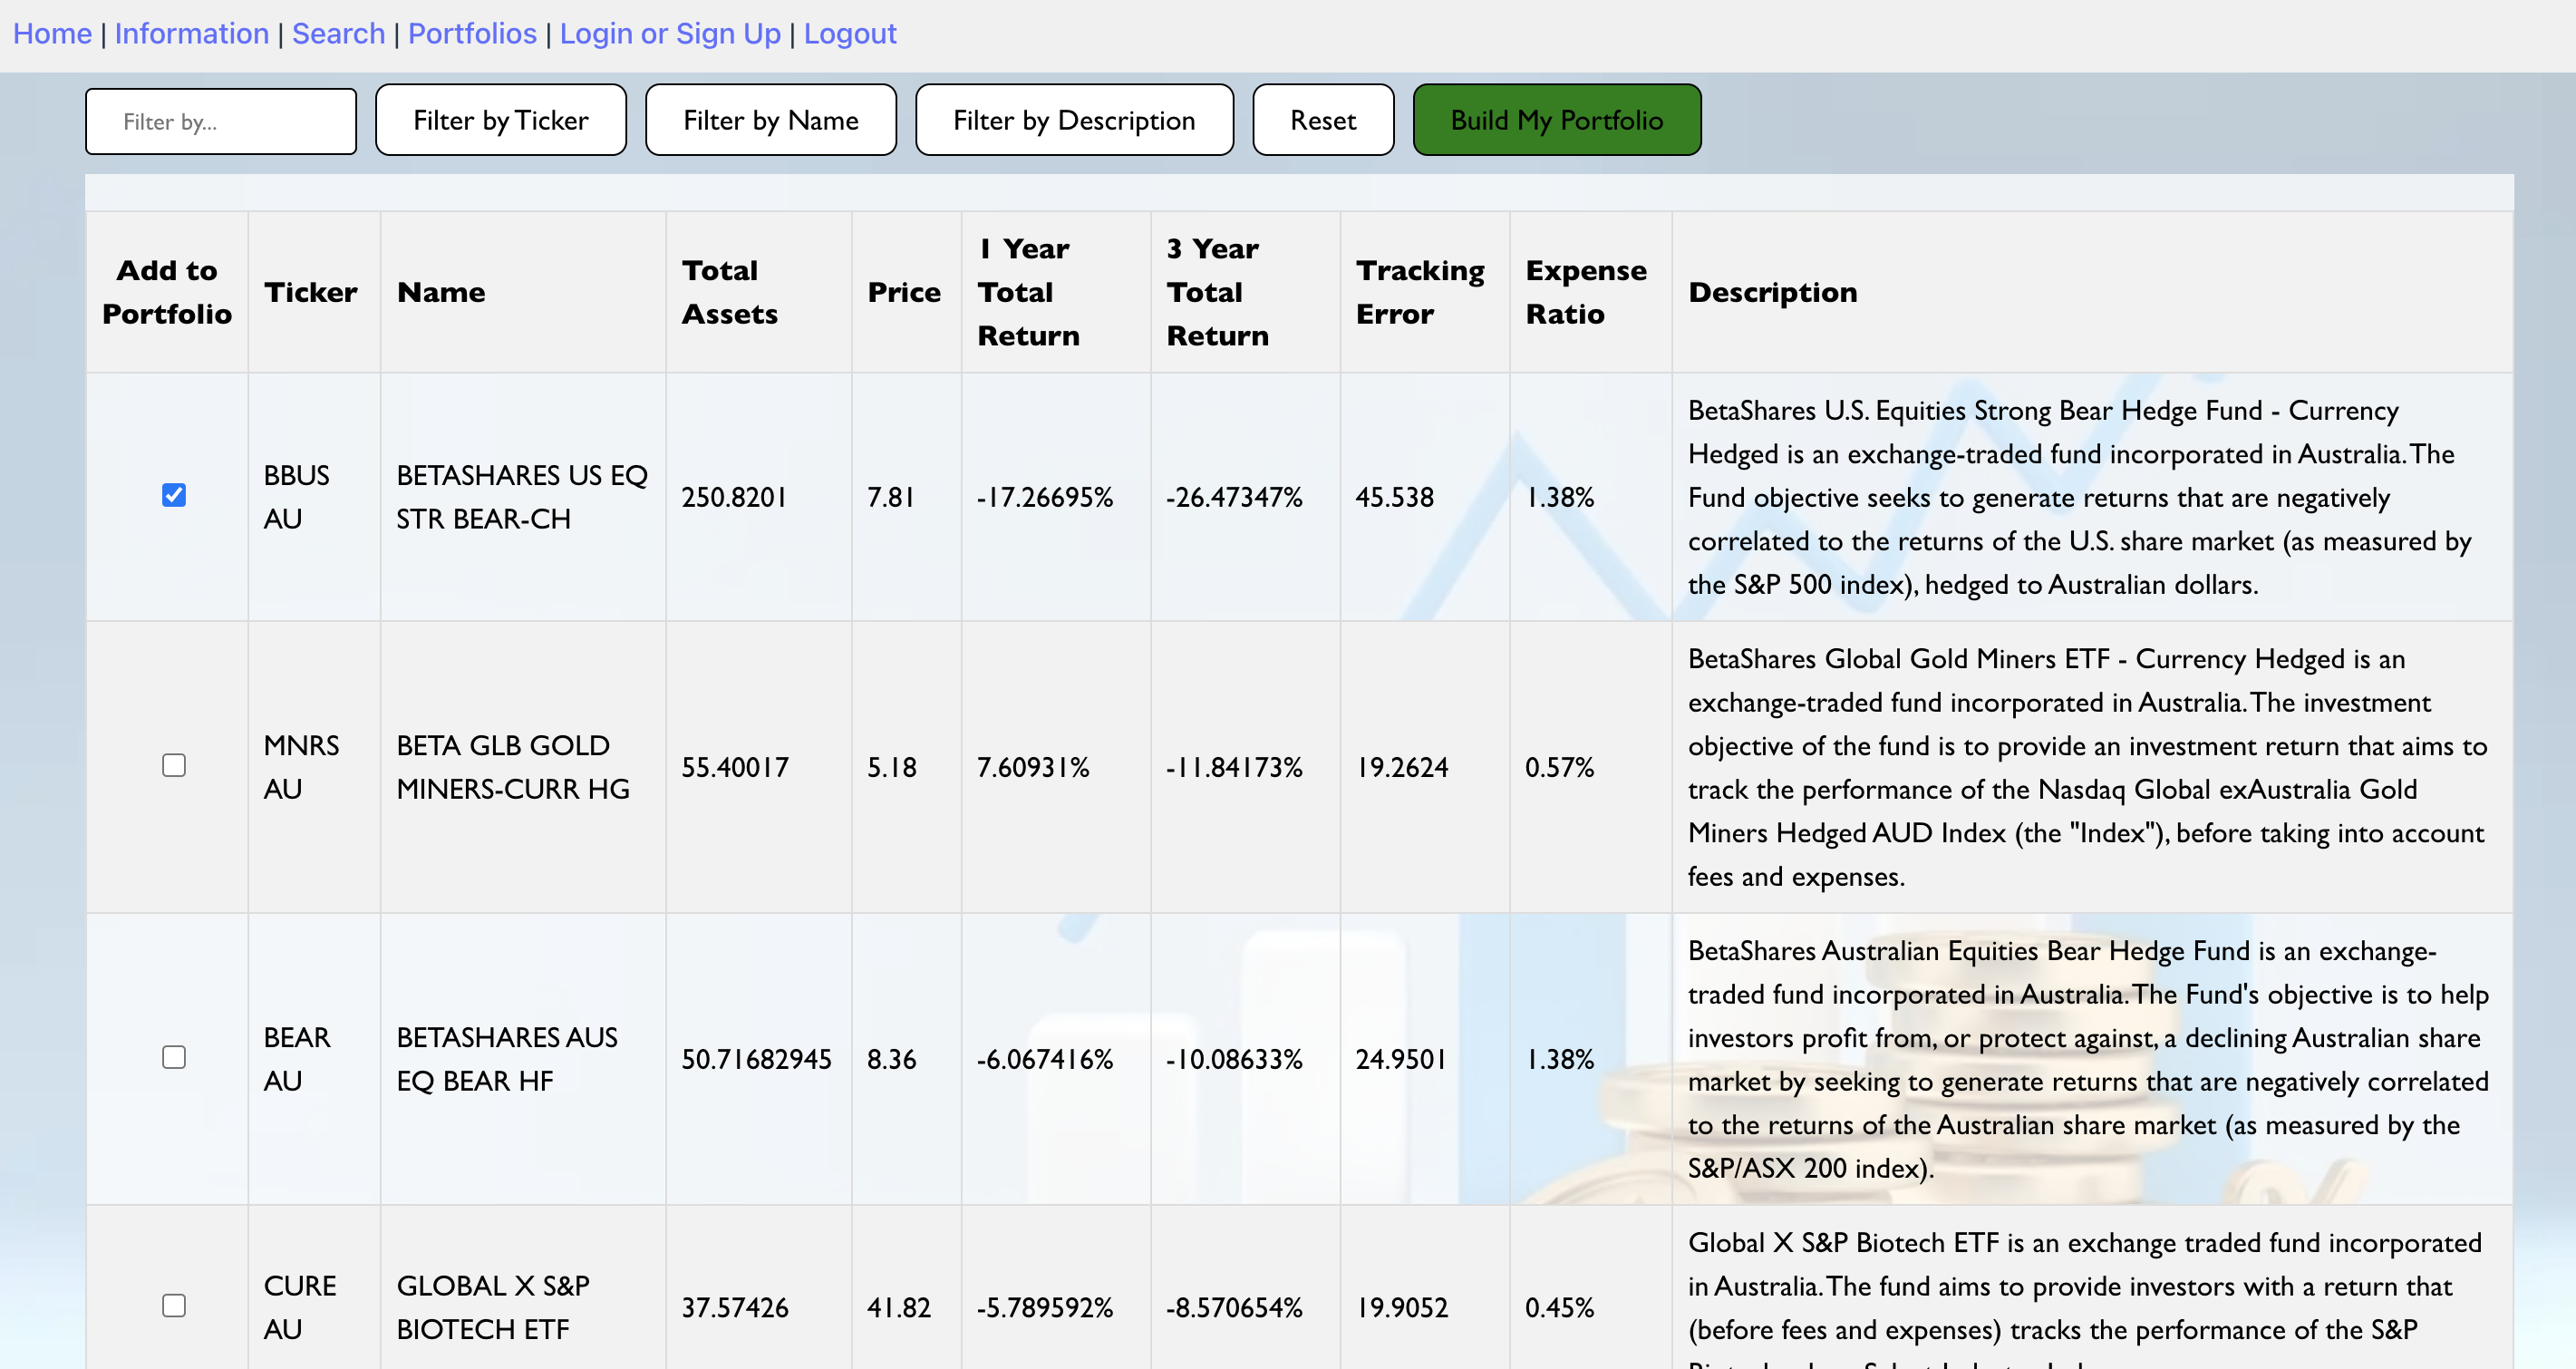 Home | Information | Search | Portfolios | Login or Sign Up | Logout
Filter by... Filter by Ticker Filter by Name Filter by Description Reset Build My Portfolio
Add to Portfolio Ticker Name Total Assets Price 1 Year Total Return 3 Year Total Return Tracking Error Expense Ratio Description
BBUS AU BETASHARES US EQ STR BEAR-CH 250.8201 7.81 -17.26695% -26.47347% 45.538 1.38%
BetaShares U.S. Equities Strong Bear Hedge Fund - Currency
Hedged is an exchange-traded fund incorporated in Australia. The
Fund objective seeks to generate returns that are negatively
correlated to the returns of the U.S. share market (as measured by
the S&P 500 index), hedged to Australian dollars.
MNRS AU BETA GLB GOLD MINERS-CURR HG 55.40017 5.18 7.60931% -11.84173% 19.2624 0.57%
BetaShares Global Gold Miners ETF - Currency Hedged is an
exchange-traded fund incorporated in Australia. The investment
objective of the fund is to provide an investment return that aims to
track the performance of the Nasdaq Global exAustralia Gold
Miners Hedged AUD Index (the "Index"), before taking into account
fees and expenses.
BEAR AU BETASHARES AUS EQ BEAR HF 50.71682945 8.36 -6.067416% -10.08633% 24.9501 1.38%
BetaShares Australian Equities Bear Hedge Fund is an exchange-
traded fund incorporated in Australia. The Fund's objective is to help
investors profit from, or protect against, a declining Australian share
market by seeking to generate returns that are negatively correlated
to the returns of the Australian share market (as measured by the
S&P/ASX 200 index).
CURE AU GLOBAL X S&P BIOTECH ETF 37.57426 41.82 -5.789592% -8.570654% 19.9052 0.45%
Global X S&P Biotech ETF is an exchange traded fund incorporated
in Australia. The fund aims to provide investors with a return that
(before fees and expenses) tracks the performance of the S&P